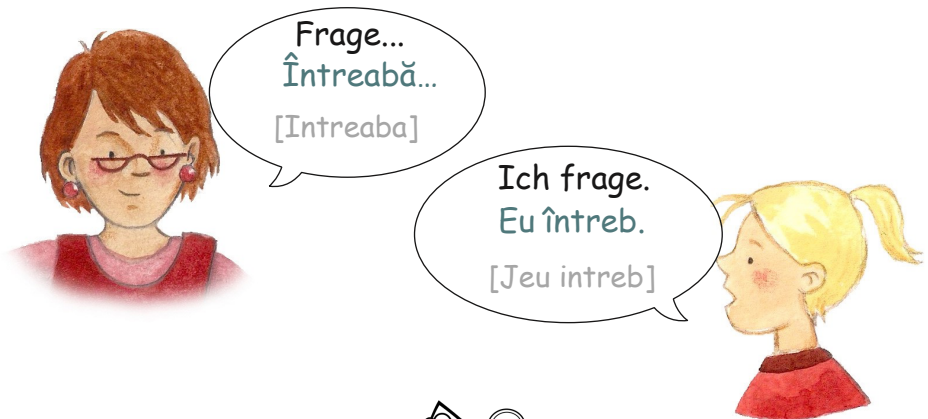 Frage...
Întreabă...
[Intreaba]
Ich frage.
Eu întreb.
[Jeu intreb]